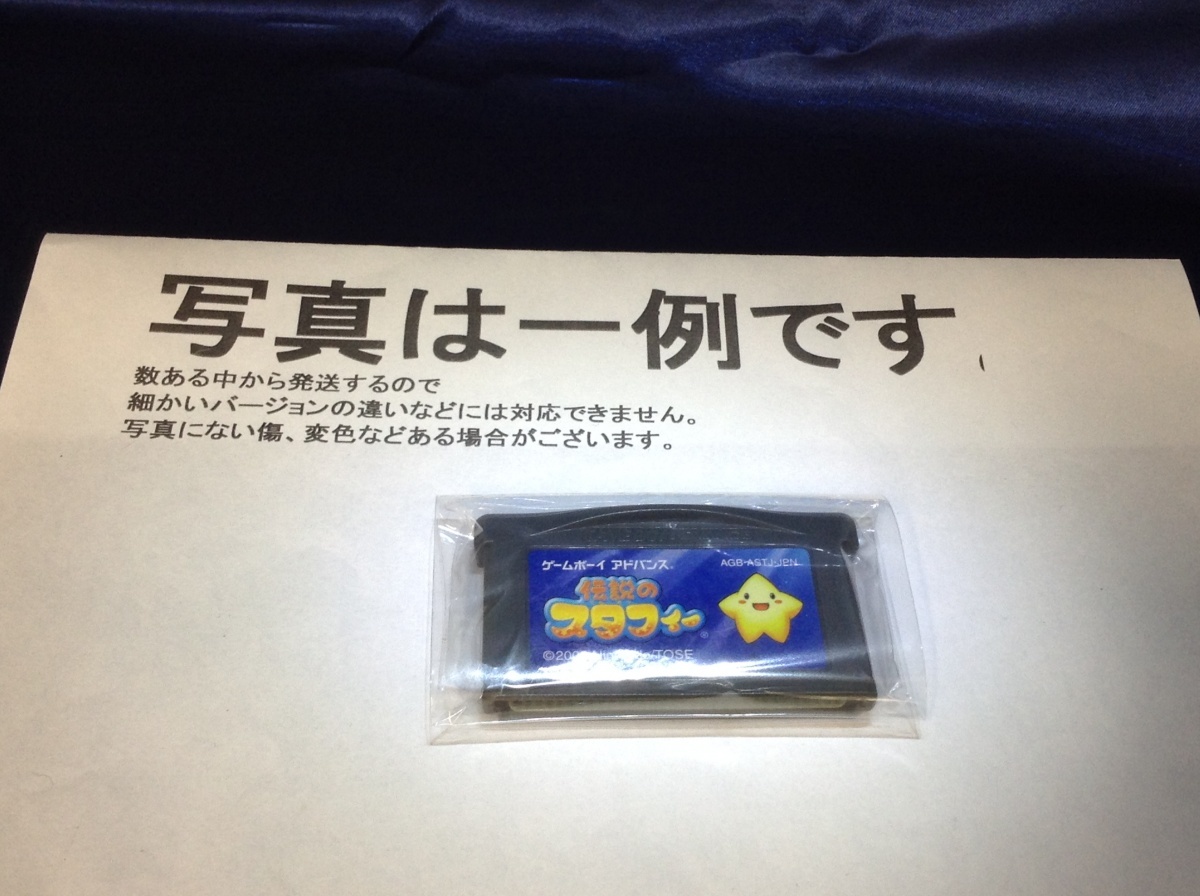 写真は一例です
数ある中から発送するので
細かいバージョンの違いなどには対応できません。
写真にない傷、変色などある場合がございます。
ゲームボーイ アドバンス
AGB-ASTJ-JPN
伝説の
スタフィー
®
/TOSE